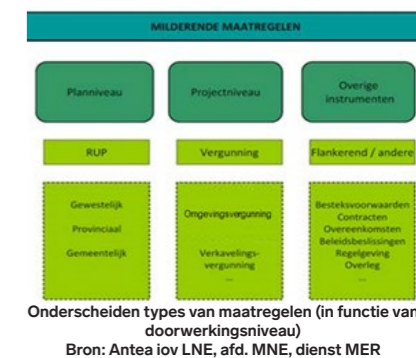 MILDERENDE MAATREGELEN
Planniveau
Projectniveau
Overige
instrumenten
RUP
Vergunning
Flankerend / andere
Gewestelijk
Provinciaal
Gemeentelijk
Omgevingsvergunning
Verkavelings-
vergunning
...
Besteksvoorwaarden
Contracten
Overeenkomsten
Beleidsbeslissingen
Regelgeving
Overleg
...
Onderscheiden types van maatregelen (in functie van
doorwerkingsniveau)
Bron: Antea iov LNE, afd. MNE, dienst MER